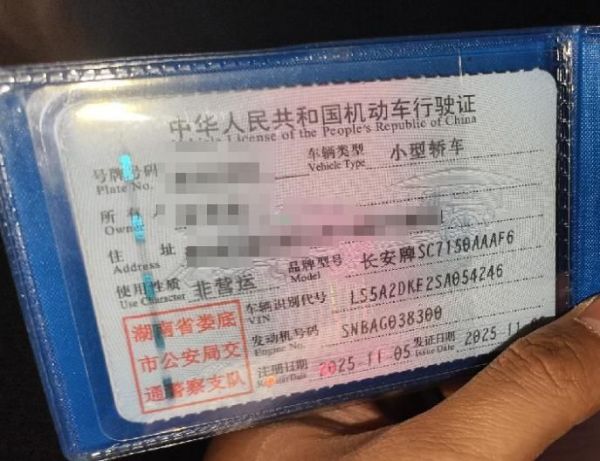 中华人民共和国机动车行驶证
License of the People's Republic of China
号牌号码 车辆类型 小型轿车
Plate No. Vehicle Type
所有人
Owner
住 址
使用性质 非营运 品牌型号 长安牌SC7150AAAF6
Use Character Model
车辆识别代号 LS5A2DKE2SA054246
VIN
发动机号码 SNBAG038300
Engine No.
注册日期 2025 11 05 发证日期 2025 11
Register Date Issue Date
湖南省娄底
市公安局交
通警察支队